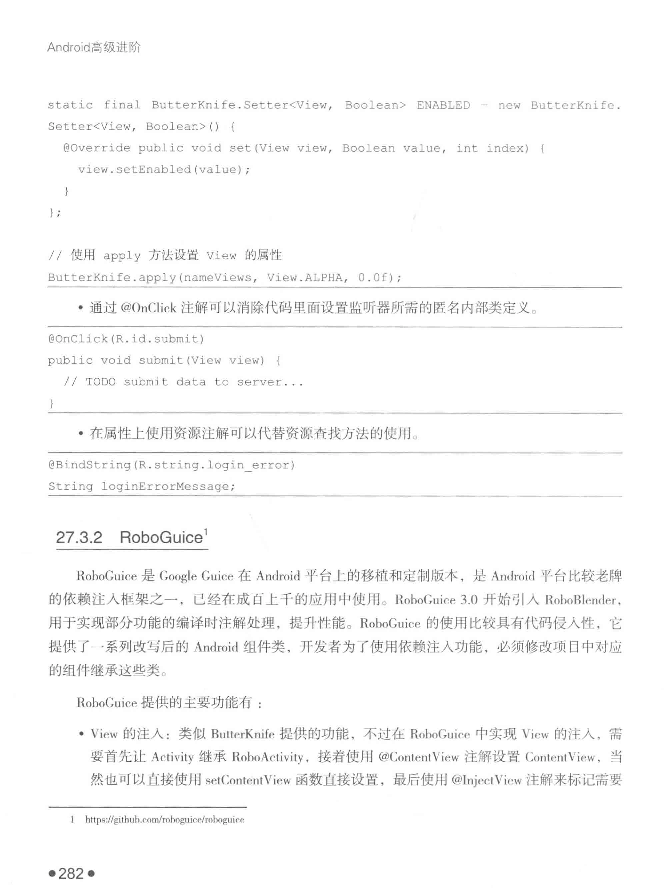 Android高级进阶
static final ButterKnife.Setter<View, Boolean> ENABLED = new ButterKnife.
Setter<View, Boolean>() {
@Override public void set(View view, Boolean value, int index) {
view.setEnabled(value);
}
};
// 使用 apply 方法设置 View 的属性
ButterKnife.apply(nameViews, View.ALPHA, 0.0f);
• 通过 @OnClick 注解可以消除代码里面设置监听器所需的匿名内部类定义。
@OnClick(R.id.submit)
public void submit(View view) {
// TODO submit data to server...
}
• 在属性上使用资源注解可以代替资源查找方法的使用。
@BindString(R.string.login_error)
String loginErrorMessage;
27.3.2 RoboGuice1
RoboGuice 是 Google Guice 在 Android 平台上的移植和定制版本，是 Android 平台比较老牌
的依赖注入框架之一，已经在成百上千的应用中使用。RoboGuice 3.0 开始引入 RoboBlender，
用于实现部分功能的编译时注解处理，提升性能。RoboGuice 的使用比较具有代码侵入性，它
提供了一系列改写后的 Android 组件类，开发者为了使用依赖注入功能，必须修改项目中对应
的组件继承这些类。
RoboGuice 提供的主要功能有：
• View 的注入：类似 ButterKnife 提供的功能，不过在 RoboGuice 中实现 View 的注入，需
要首先让 Activity 继承 RoboActivity，接着使用 @ContentView 注解设置 ContentView，当
然也可以直接使用 setContentView 函数直接设置，最后使用 @InjectView 注解来标记需要
1 https://github.com/roboguice/roboguice
●282●